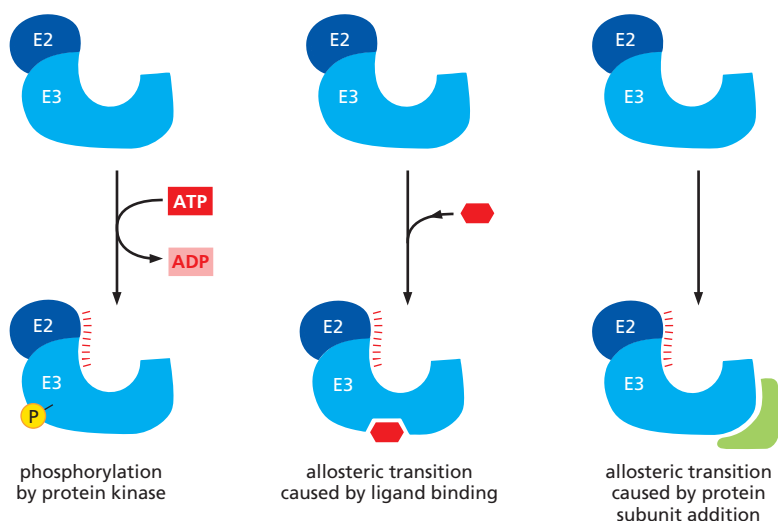 E2
E3
E2
E3
E2
E3
ATP
ADP
E2
E3
P
E2
E3
E2
E3
phosphorylation
by protein kinase
allosteric transition
caused by ligand binding
allosteric transition
caused by protein
subunit addition